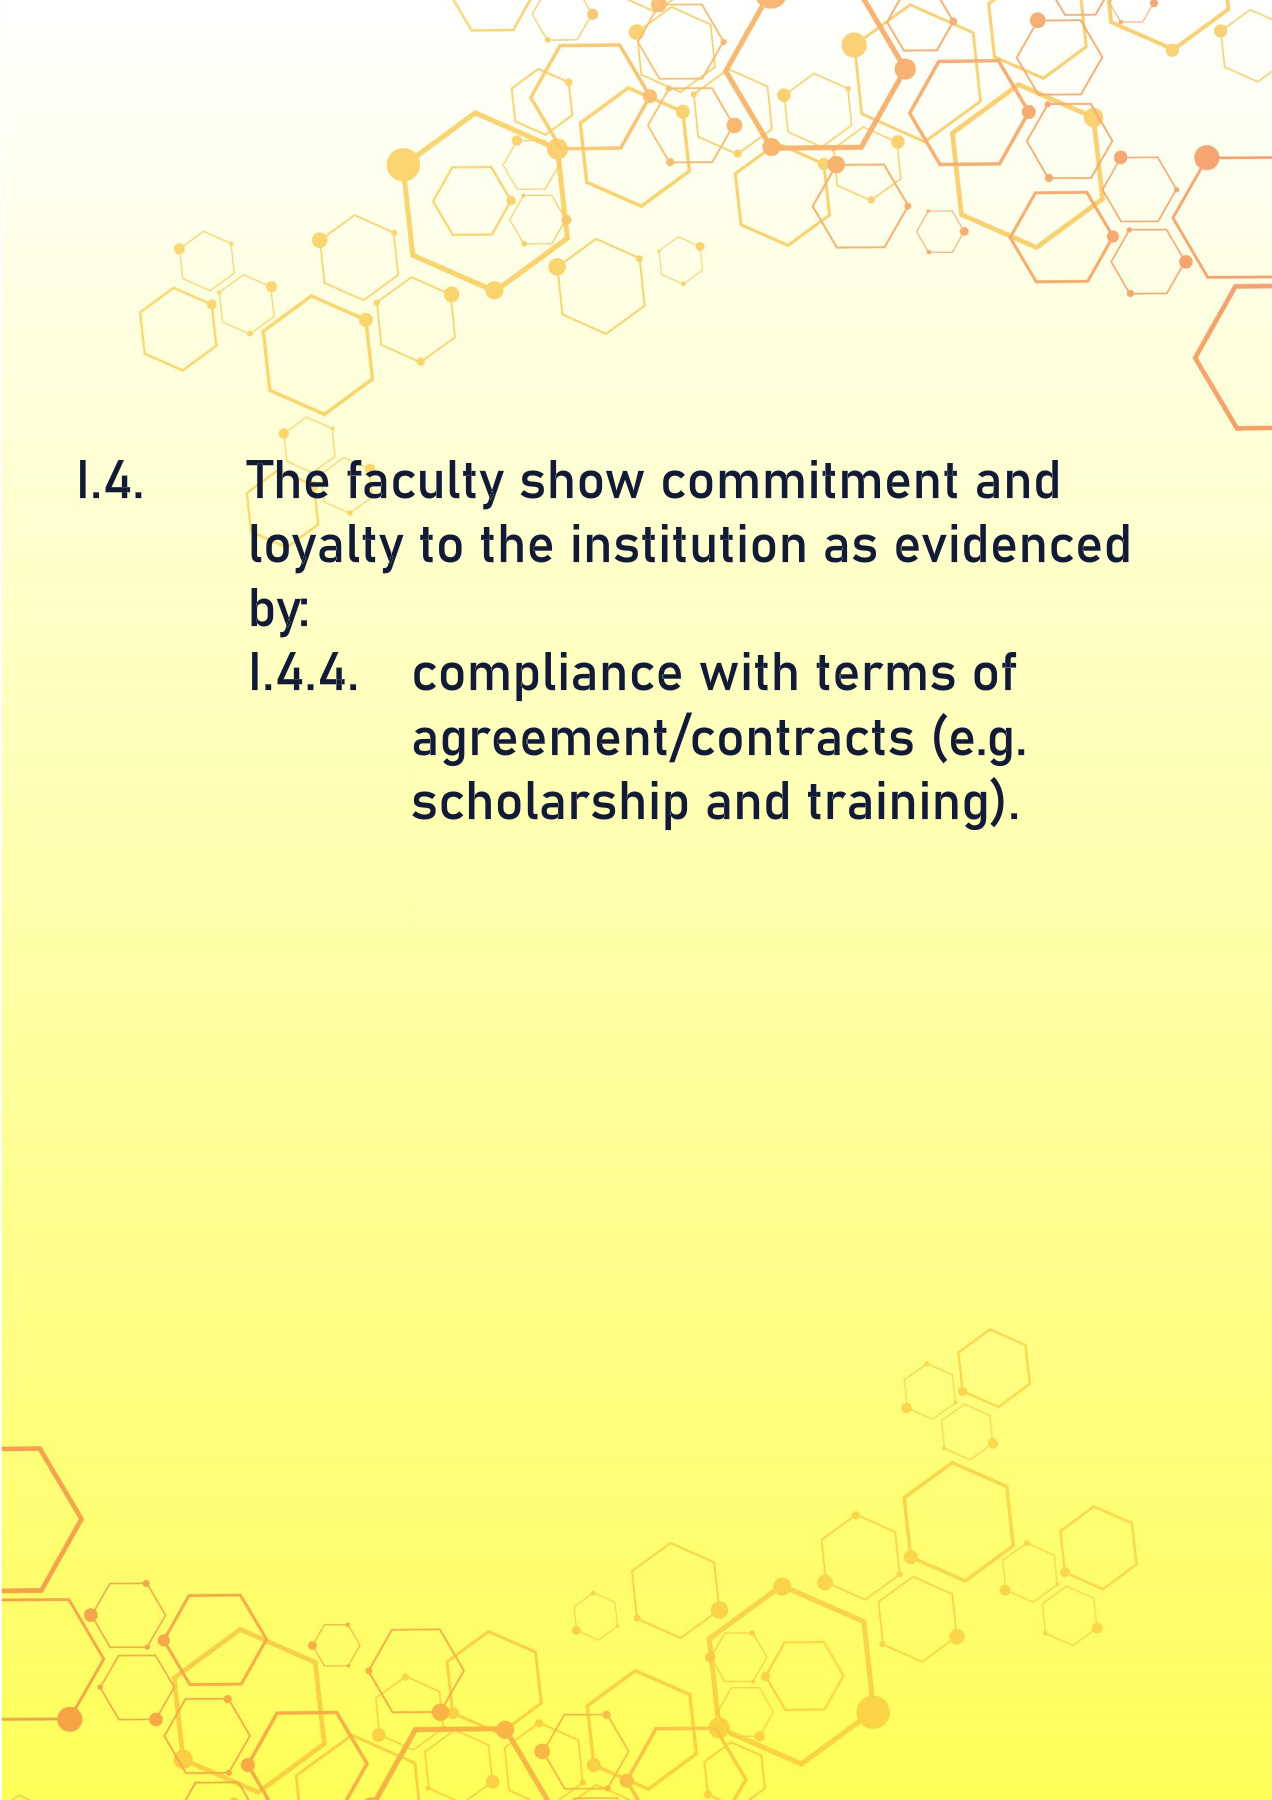 I.4. The faculty show commitment and
loyalty to the institution as evidenced
by:
I.4.4. compliance with terms of
agreement/contracts (e.g.
scholarship and training).